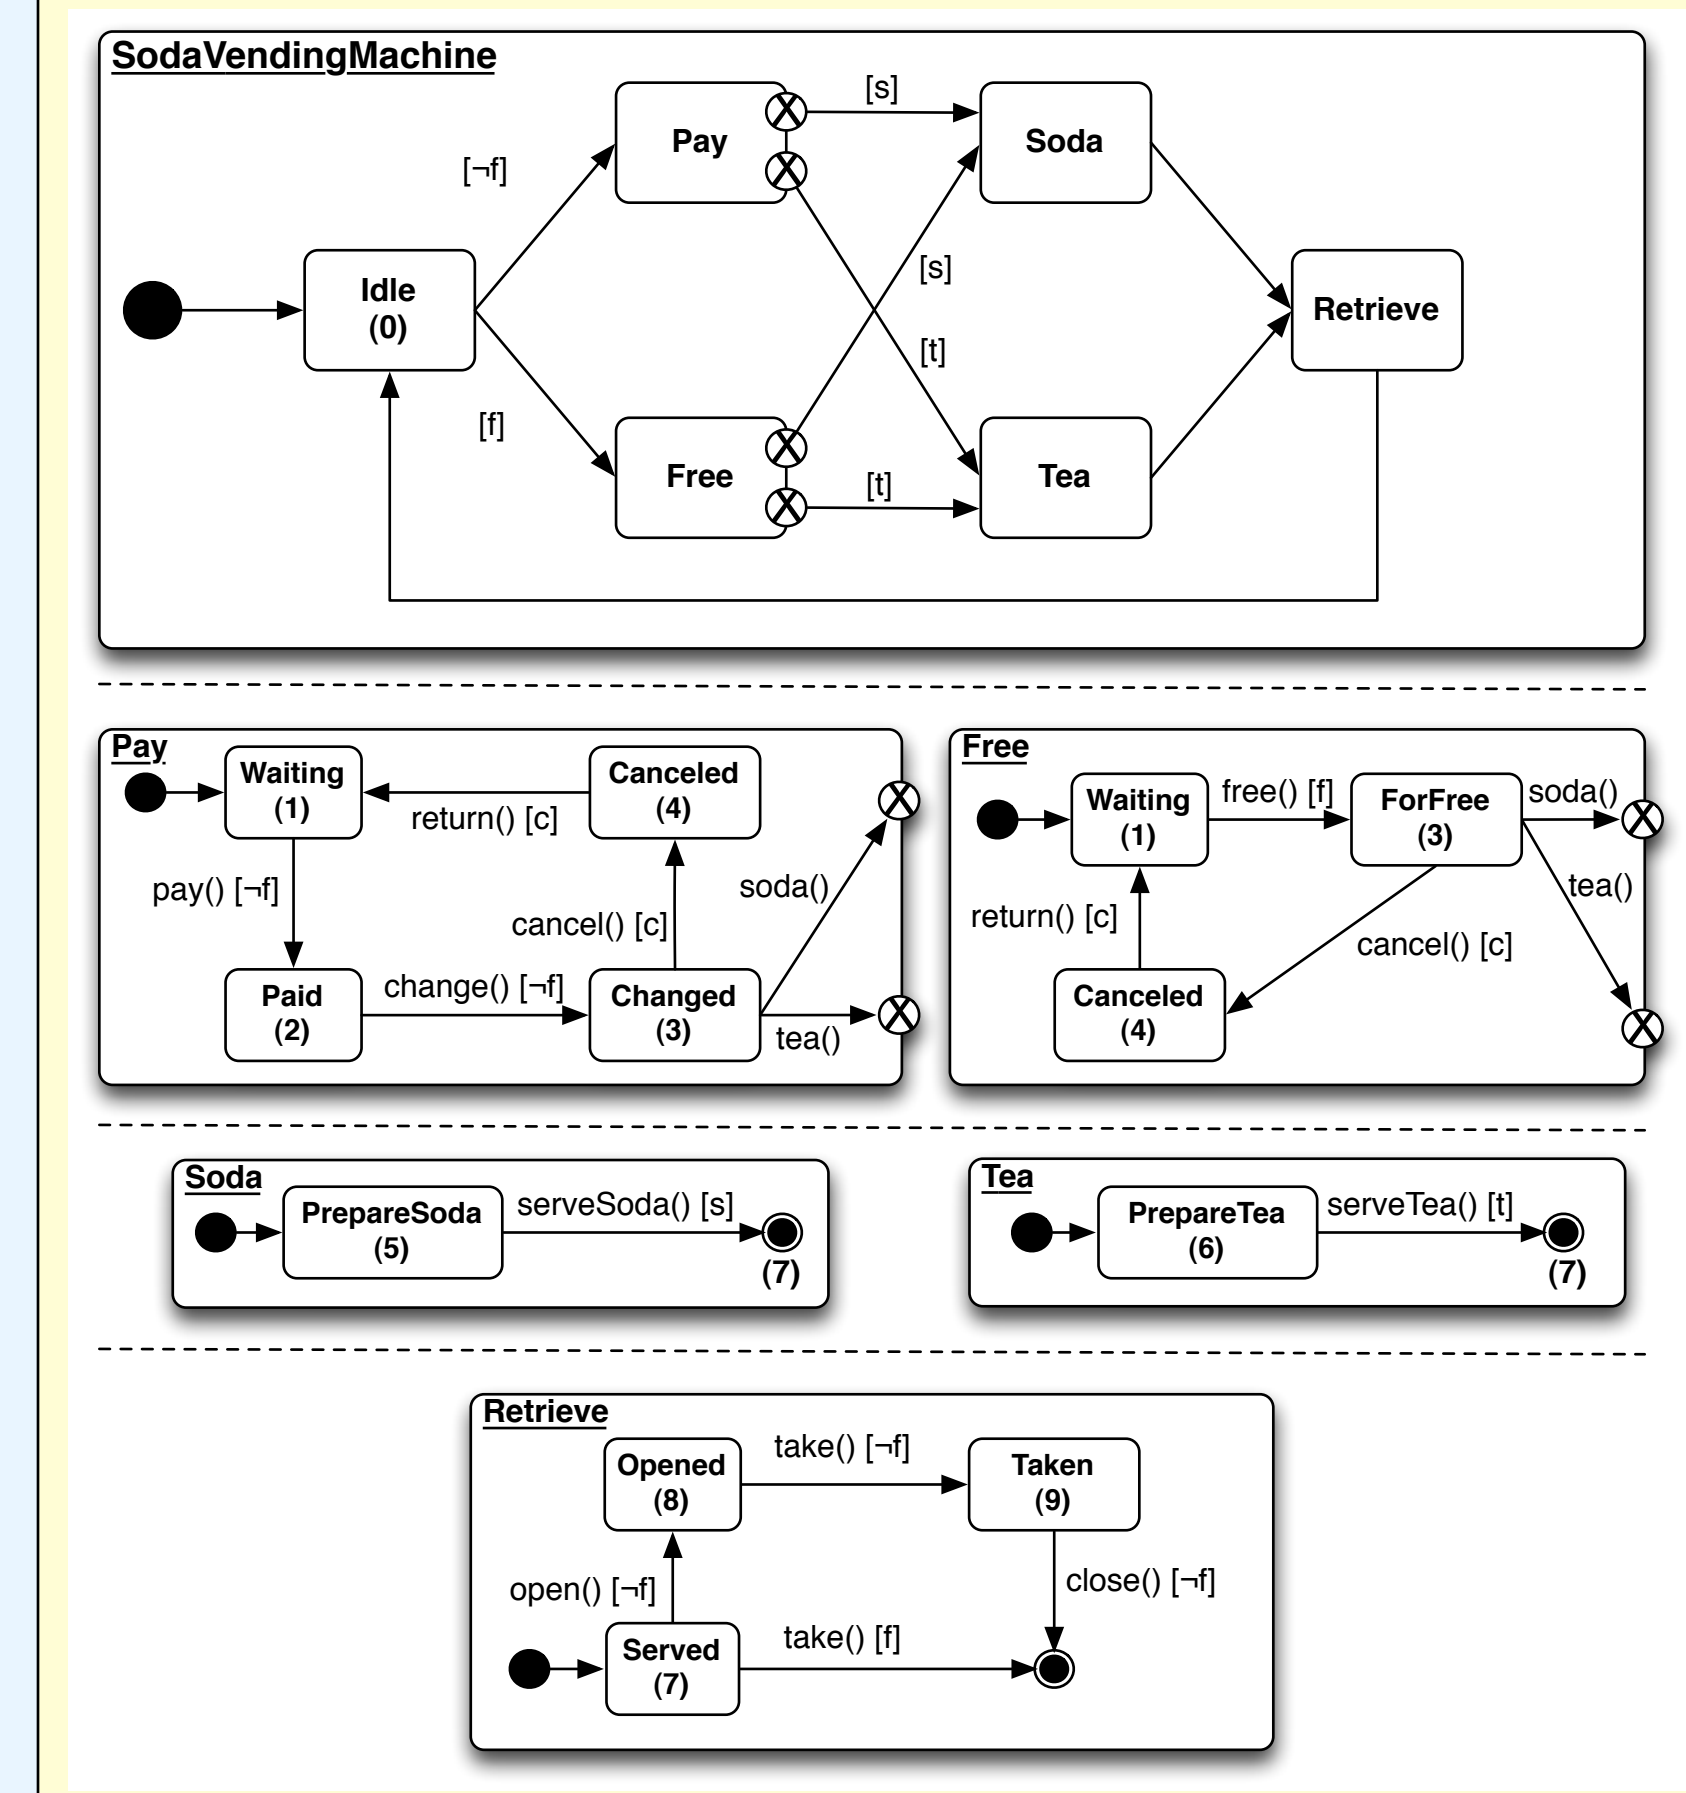 SodaVendingMachine
[¬f]
[f]
Idle
(0)
Pay
Free
[s]
[s]
[t]
[t]
Soda
Tea
Retrieve
Pay
Waiting
(1)
Canceled
(4)
return() [c]
pay() [¬f]
cancel() [c]
soda()
Paid
(2)
change() [¬f]
Changed
(3)
tea()
Free
Waiting
(1)
free() [f]
ForFree
(3)
soda()
tea()
return() [c]
cancel() [c]
Canceled
(4)
Soda
PrepareSoda
(5)
serveSoda() [s]
(7)
Tea
PrepareTea
(6)
serveTea() [t]
(7)
Retrieve
Opened
(8)
take() [¬f]
Taken
(9)
open() [¬f]
close() [¬f]
Served
(7)
take() [f]